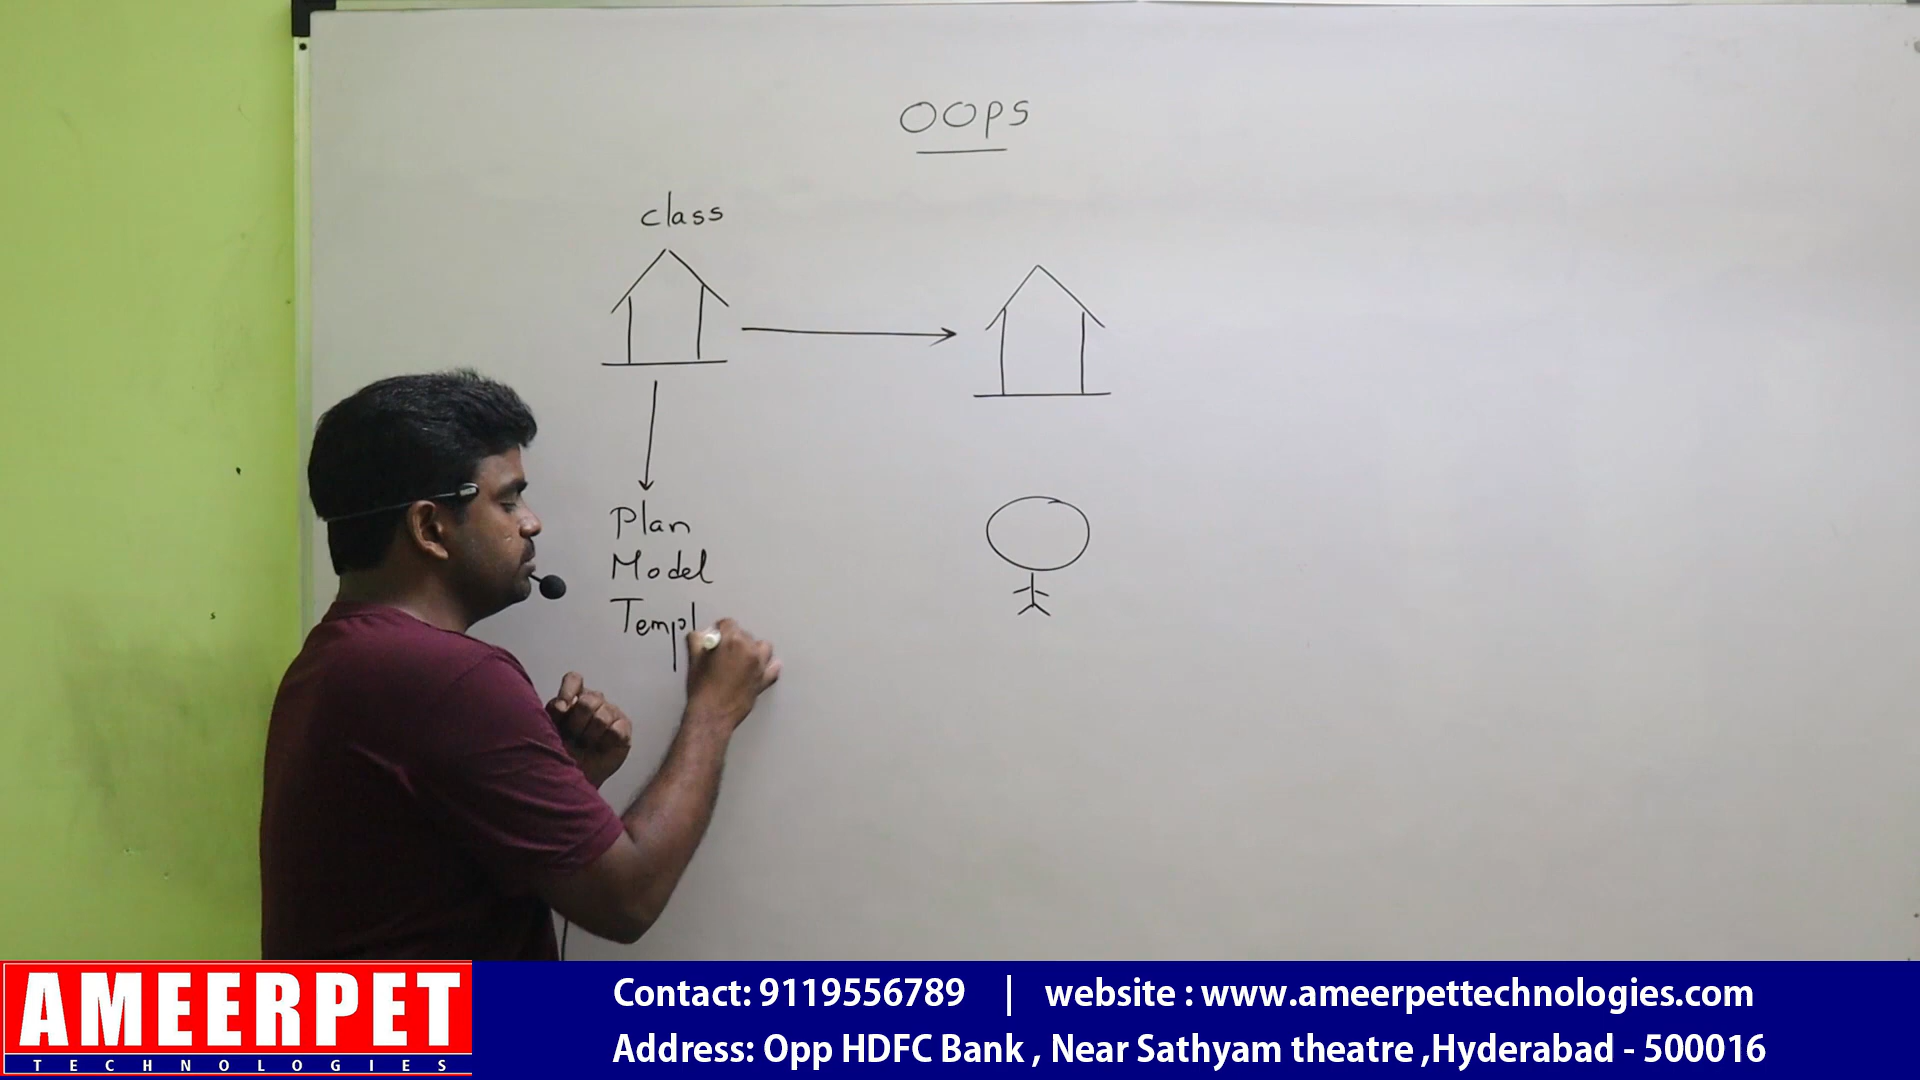 OOPS
class
Plan
Model
Templ
AMEERPET
TECHNOLOGIES
Contact: 9119556789 | website : www.ameerpettechnologies.com
Address: Opp HDFC Bank , Near Sathyam theatre ,Hyderabad - 500016